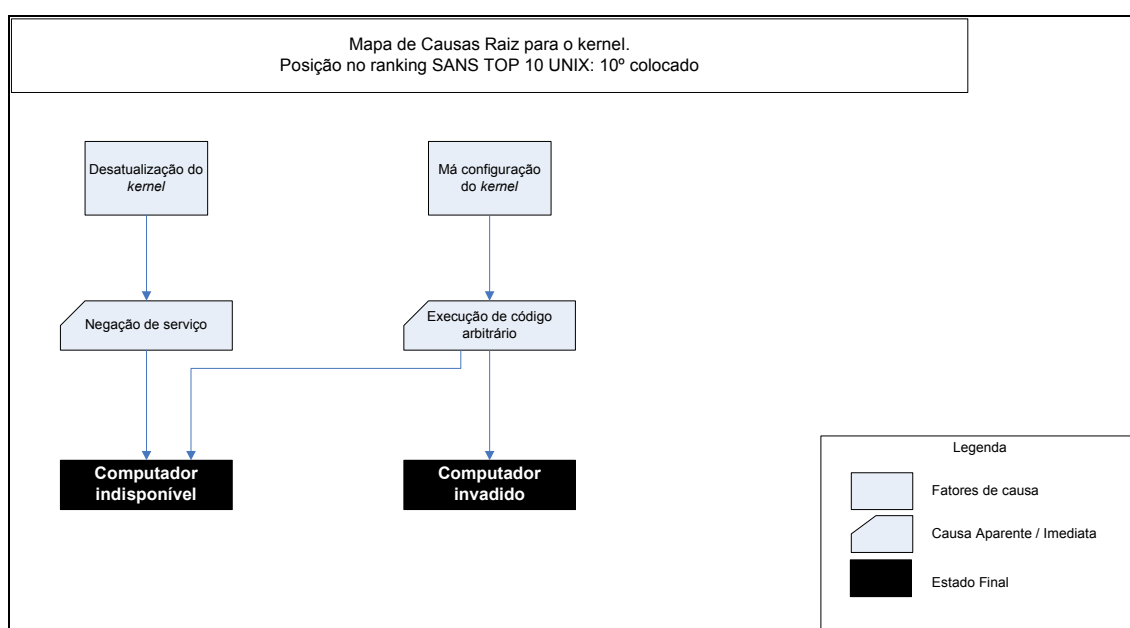 Mapa de Causas Raiz para o kernel.
Posição no ranking SANS TOP 10 UNIX: 10º colocado
Desatualização do
kernel
Má configuração
do kernel
Negação de serviço
Execução de código
arbitrário
Computador
indisponível
Computador
invadido
Legenda
Fatores de causa
Causa Aparente / Imediata
Estado Final